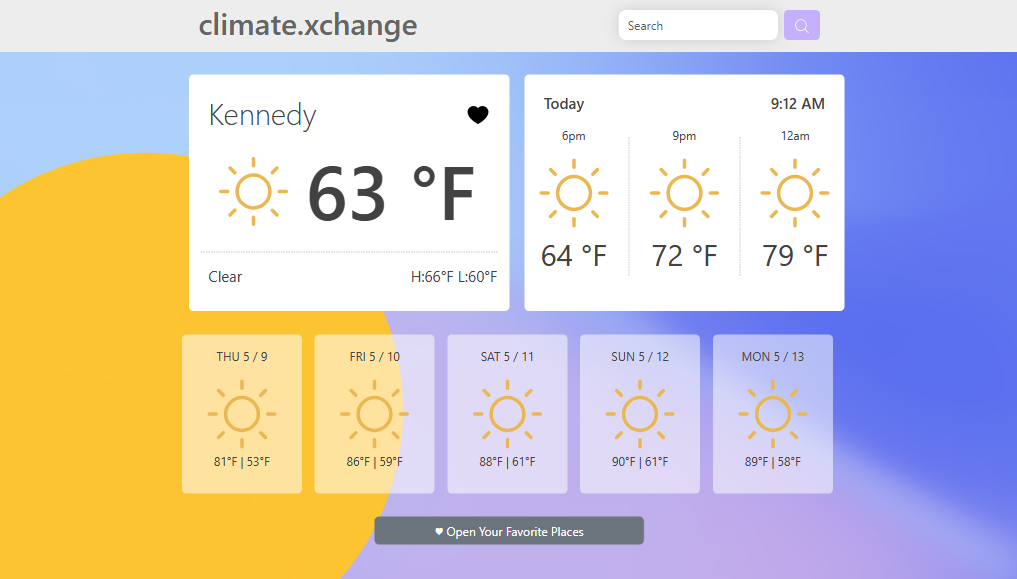 climate.xchange
Search
Kennedy
63 °F
Clear
H:66°F L:60°F
Today
9:12 AM
6pm
9pm
12am
64 °F
72 °F
79 °F
THU 5 / 9
FRI 5 / 10
SAT 5 / 11
SUN 5 / 12
MON 5 / 13
81°F | 53°F
86°F | 59°F
88°F | 61°F
90°F | 61°F
89°F | 58°F
Open Your Favorite Places